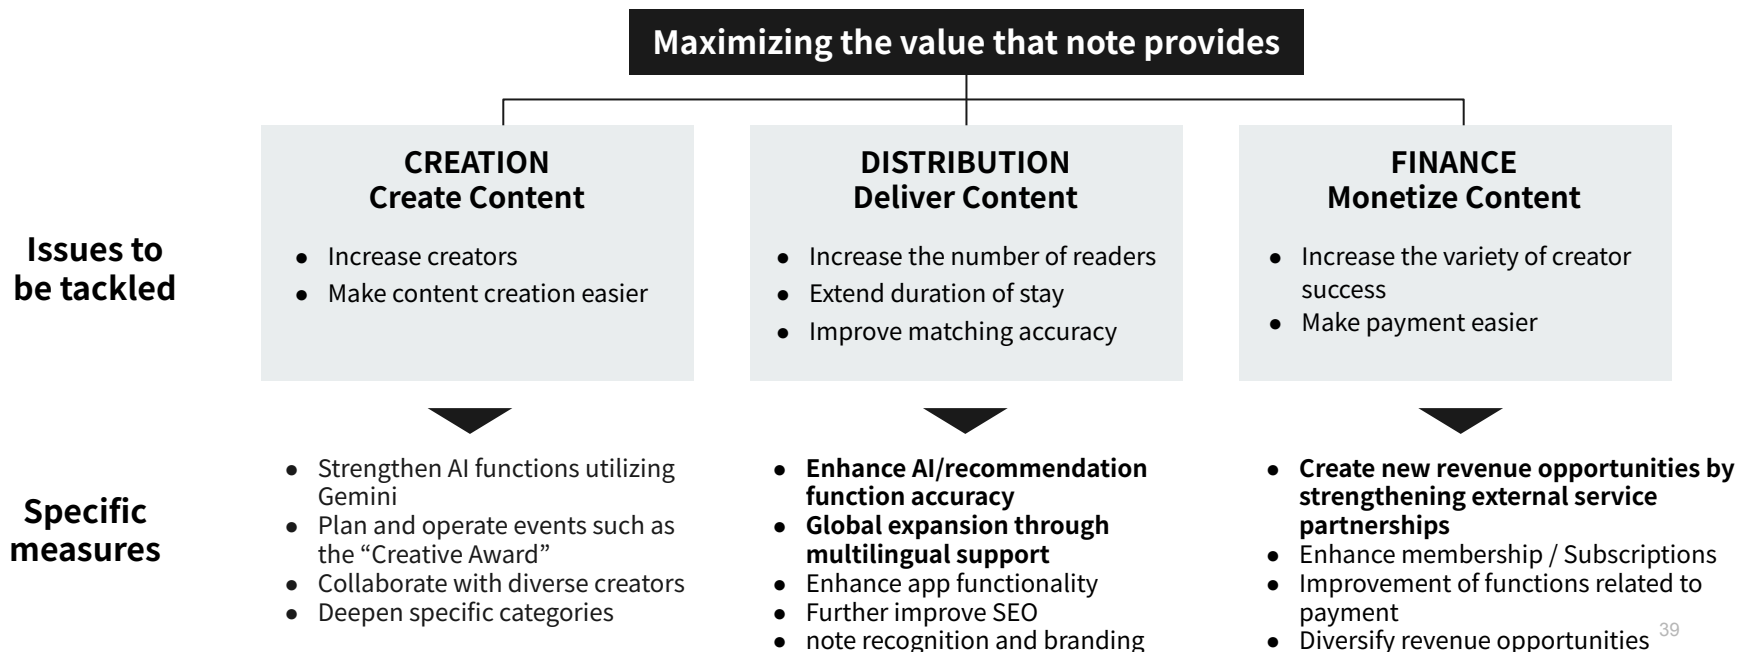 Maximizing the value that note provides
CREATION
Create Content
● Increase creators
● Make content creation easier
DISTRIBUTION
Deliver Content
● Increase the number of readers
● Extend duration of stay
● Improve matching accuracy
FINANCE
Monetize Content
● Increase the variety of creator
success
● Make payment easier
Issues to
be tackled
Specific
measures
● Strengthen AI functions utilizing
Gemini
● Plan and operate events such as
the “Creative Award”
● Collaborate with diverse creators
● Deepen specific categories
● Enhance AI/recommendation
function accuracy
● Global expansion through
multilingual support
● Enhance app functionality
● Further improve SEO
● note recognition and branding
● Create new revenue opportunities by
strengthening external service
partnerships
● Enhance membership / Subscriptions
● Improvement of functions related to
payment
● Diversify revenue opportunities
39